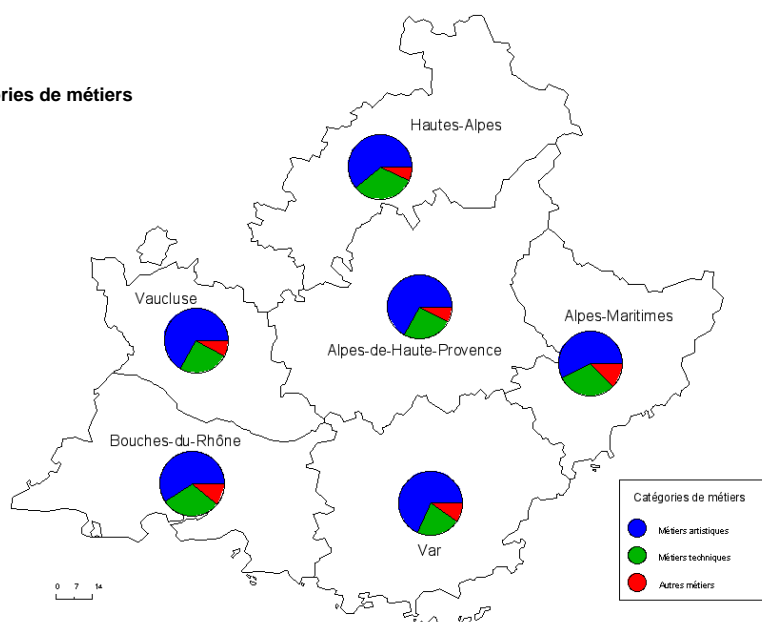 ries de métiers
Hautes-Alpes
Vaucluse
Alpes-Maritimes
Alpes-de-Haute-Provence
Bouches-du-Rhône
Var
Catégories de métiers
Métiers artistiques
Métiers techniques
Autres métiers
0 7 14